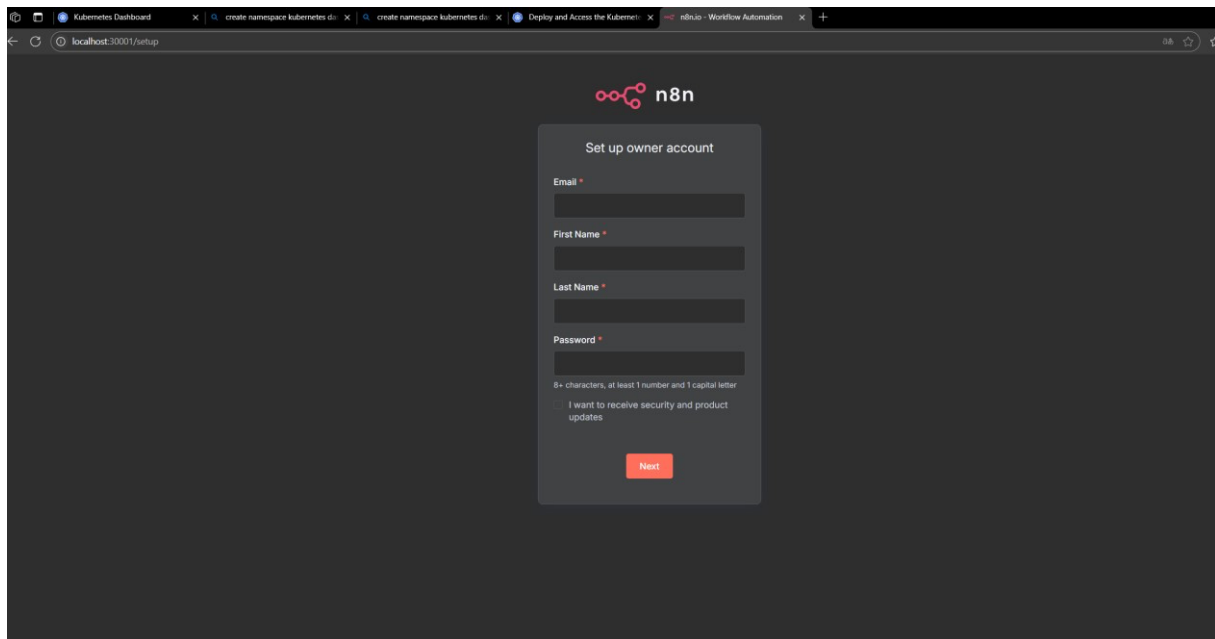 Kubernetes Dashboard
create namespace kubernetes da
create namespace kubernetes da
Deploy and Access the Kubernete
n8n.io - Workflow Automation
localhost:30001/setup
n8n
Set up owner account
Email *
First Name *
Last Name *
Password *
8+ characters, at least 1 number and 1 capital letter
I want to receive security and product
updates
Next